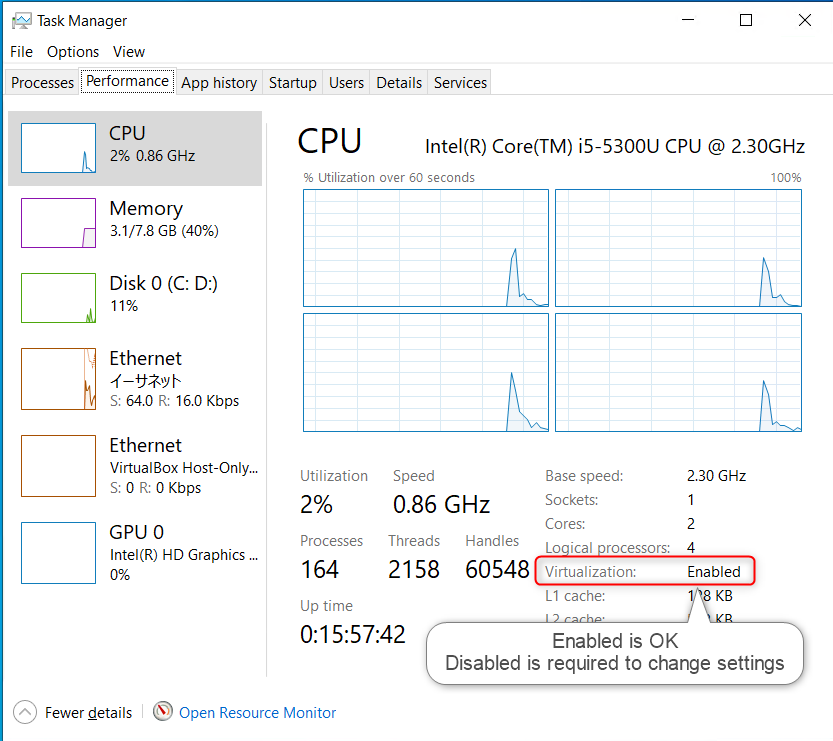 Task Manager
File Options View
Processes Performance App history Startup Users Details Services
CPU
2% 0.86 GHz
Memory
3.1/7.8 GB (40%)
Disk 0 (C: D:)
11%
Ethernet
イーサネット
S: 64.0 R: 16.0 Kbps
Ethernet
VirtualBox Host-Only...
S: 0 R: 0 Kbps
GPU 0
Intel(R) HD Graphics ...
0%
CPU Intel(R) Core(TM) i5-5300U CPU @ 2.30GHz
% Utilization over 60 seconds 100%
Utilization Speed
2% 0.86 GHz
Processes Threads Handles
164 2158 60548
Up time
0:15:57:42
Base speed: 2.30 GHz
Sockets: 1
Cores: 2
Logical processors: 4
Virtualization: Enabled
L1 cache: KB
L2 cache: KB
Enabled is OK
Disabled is required to change settings
Fewer details Open Resource Monitor